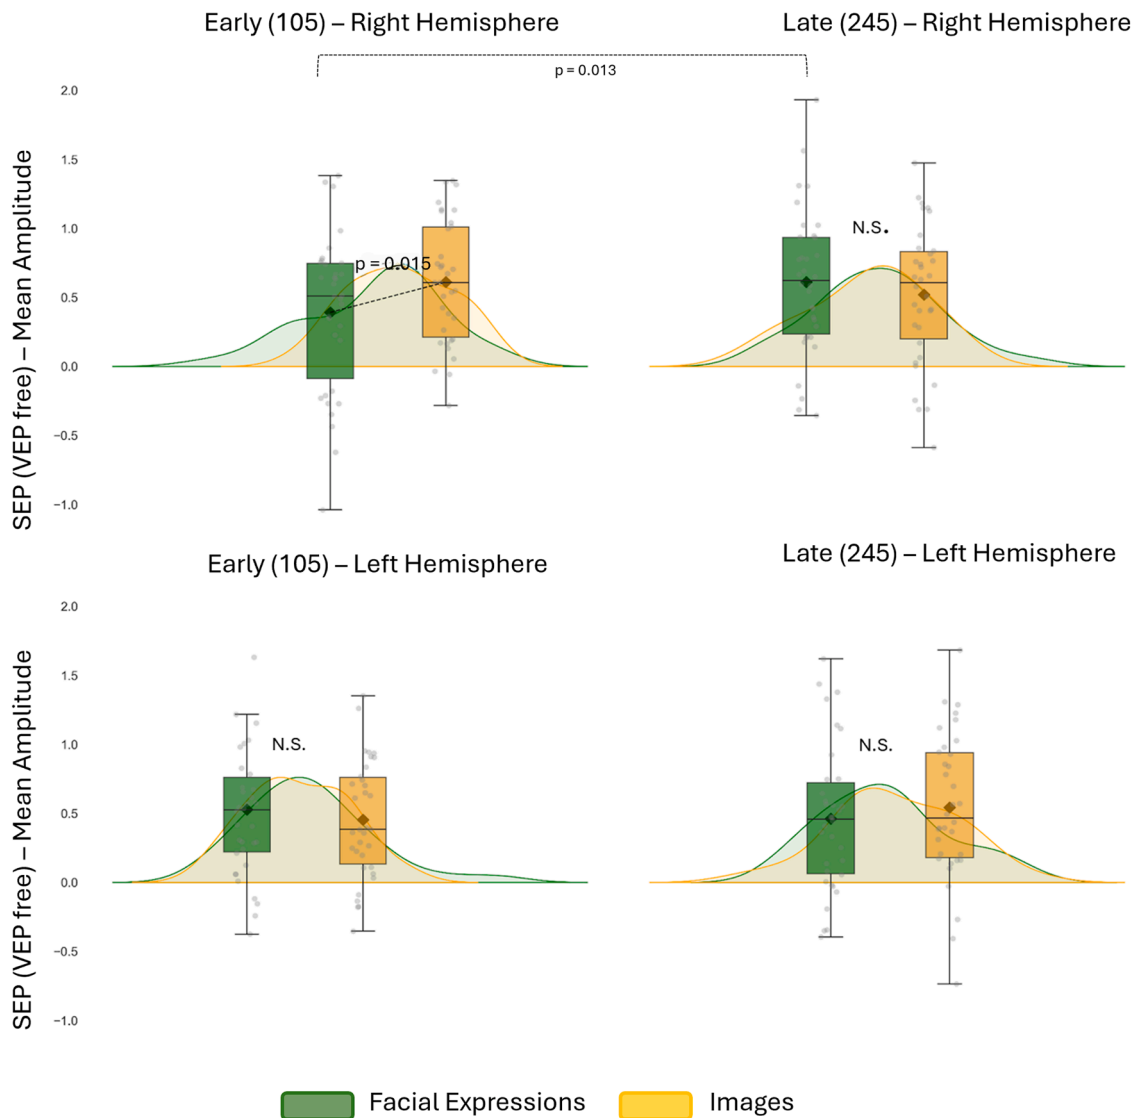 Early (105) – Right Hemisphere
Late (245) – Right Hemisphere
p = 0.013
SEP (VEP free) – Mean Amplitude
2.0
1.5
1.0
0.5
0.0
−0.5
−1.0
p = 0.015
N.S.
Early (105) – Left Hemisphere
Late (245) – Left Hemisphere
SEP (VEP free) – Mean Amplitude
2.0
1.5
1.0
0.5
0.0
−0.5
−1.0
N.S.
N.S.
Facial Expressions
Images